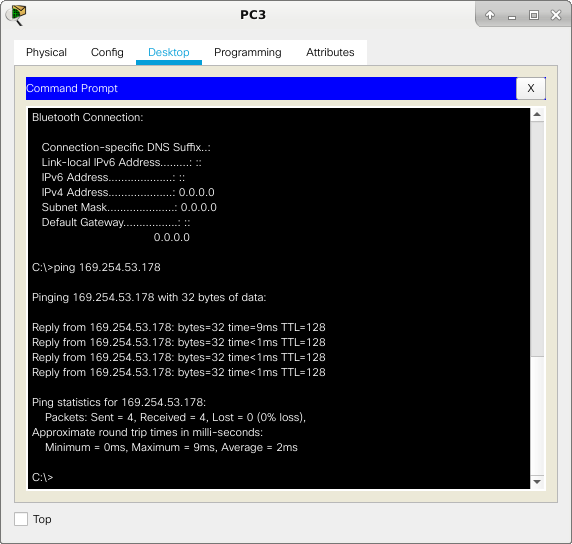 PC3
Physical Config Desktop Programming Attributes
Command Prompt
X
Bluetooth Connection:
Connection-specific DNS Suffix..:
Link-local IPv6 Address.........: ::
IPv6 Address....................: ::
IPv4 Address....................: 0.0.0.0
Subnet Mask.....................: 0.0.0.0
Default Gateway.................: ::
0.0.0.0
C:\>ping 169.254.53.178
Pinging 169.254.53.178 with 32 bytes of data:
Reply from 169.254.53.178: bytes=32 time=9ms TTL=128
Reply from 169.254.53.178: bytes=32 time<1ms TTL=128
Reply from 169.254.53.178: bytes=32 time<1ms TTL=128
Reply from 169.254.53.178: bytes=32 time<1ms TTL=128
Ping statistics for 169.254.53.178:
Packets: Sent = 4, Received = 4, Lost = 0 (0% loss),
Approximate round trip times in milli-seconds:
Minimum = 0ms, Maximum = 9ms, Average = 2ms
C:\>
Top